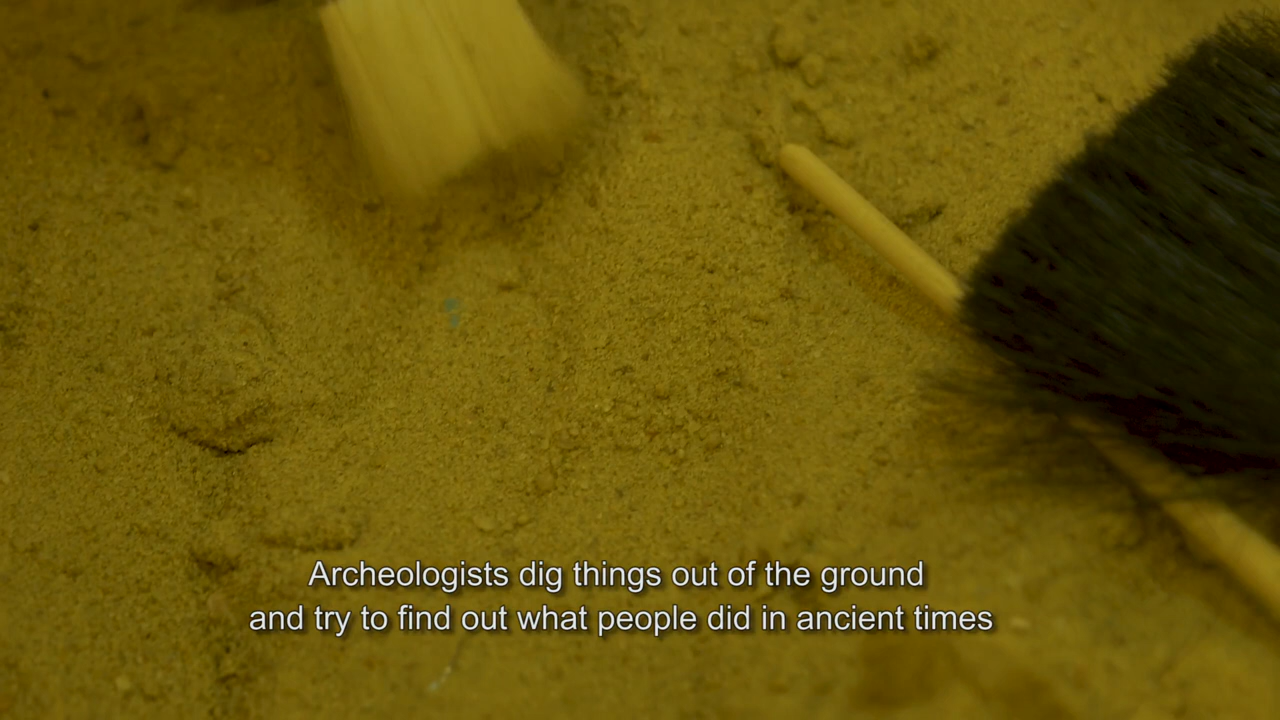 Archeologists dig things out of the ground
and try to find out what people did in ancient times